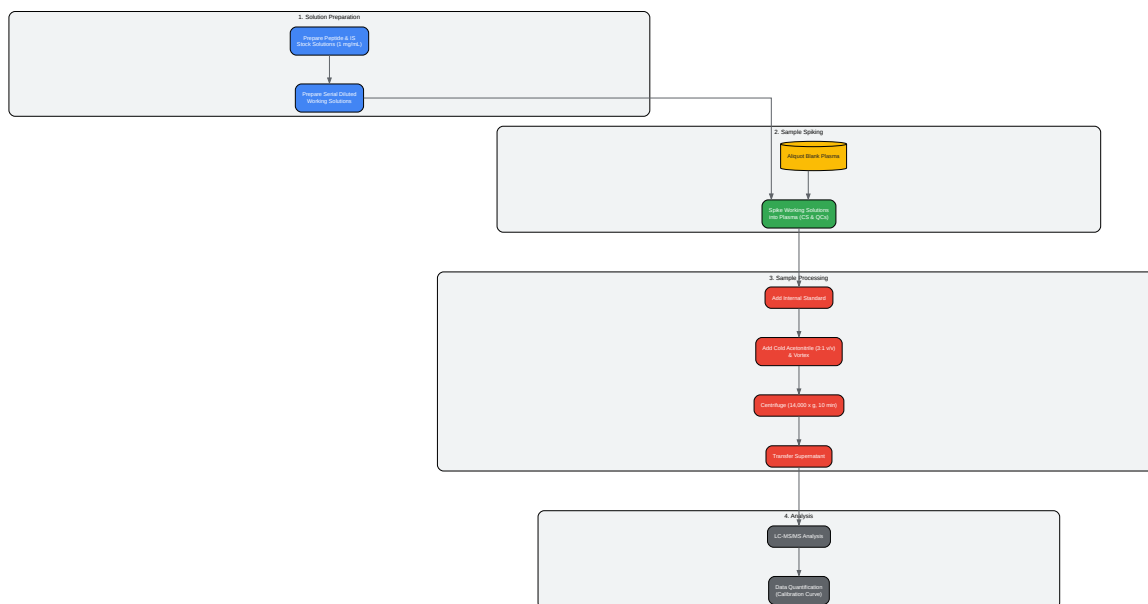 1. Solution Preparation
Prepare Peptide & IS
Stock Solutions (1 mg/mL)
Prepare Serial Diluted
Working Solutions
2. Sample Spiking
Aliquot Blank Plasma
Spike Working Solutions
into Plasma (CS & QCs)
3. Sample Processing
Add Internal Standard
Add Cold Acetonitrile (3:1 v/v)
& Vortex
Centrifuge (14,000 x g, 10 min)
Transfer Supernatant
4. Analysis
LC-MS/MS Analysis
Data Quantification
(Calibration Curve)